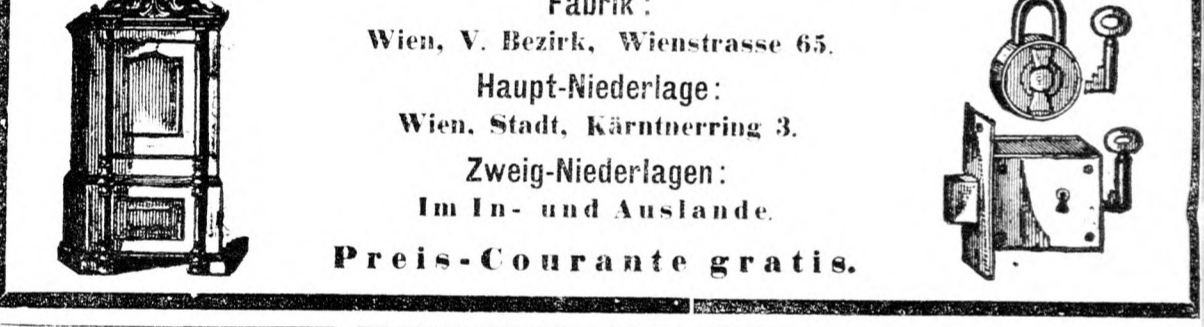 Fabrik:
Wien, V. Bezirk, Wienstrasse 65.
Haupt-Niederlage:
Wien, Stadt, Kärntnerring 3.
Zweig-Niederlagen:
Im In- und Auslande.
Preis-Courante gratis.